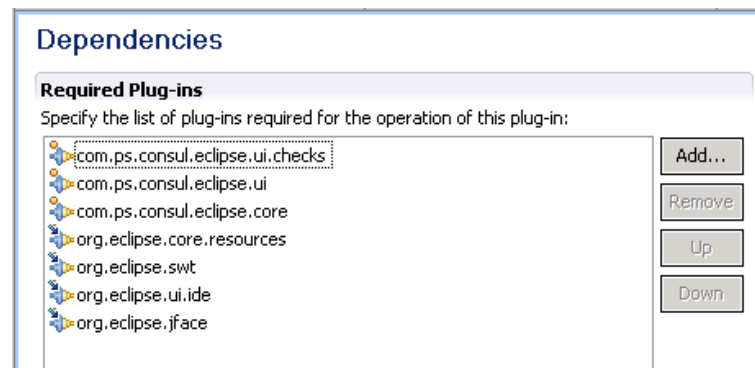 Dependencies
Required Plug-ins
Specify the list of plug-ins required for the operation of this plug-in:
com.ps.consul.eclipse.ui.checks
Add...
com.ps.consul.eclipse.ui
com.ps.consul.eclipse.core
Remove
org.eclipse.core.resources
Up
org.eclipse.swt
org.eclipse.ui.ide
Down
org.eclipse.jface